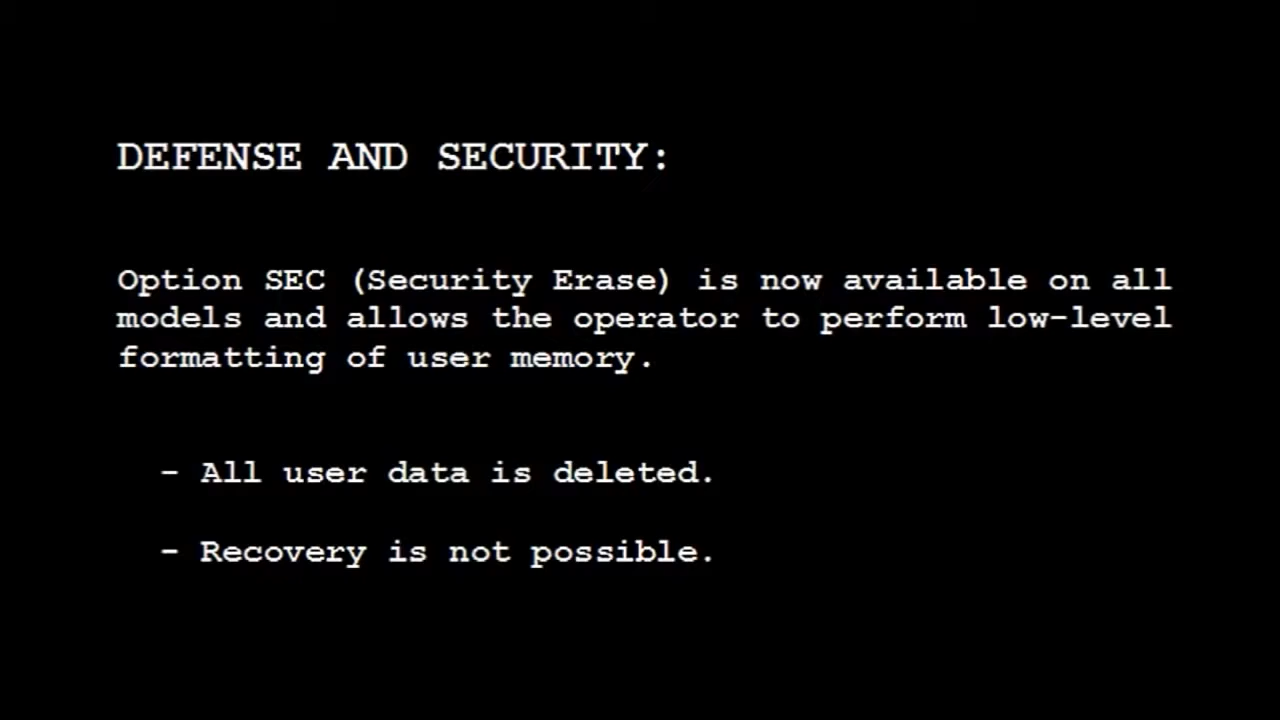 DEFENSE AND SECURITY:
Option SEC (Security Erase) is now available on all
models and allows the operator to perform low-level
formatting of user memory.
- All user data is deleted.
- Recovery is not possible.